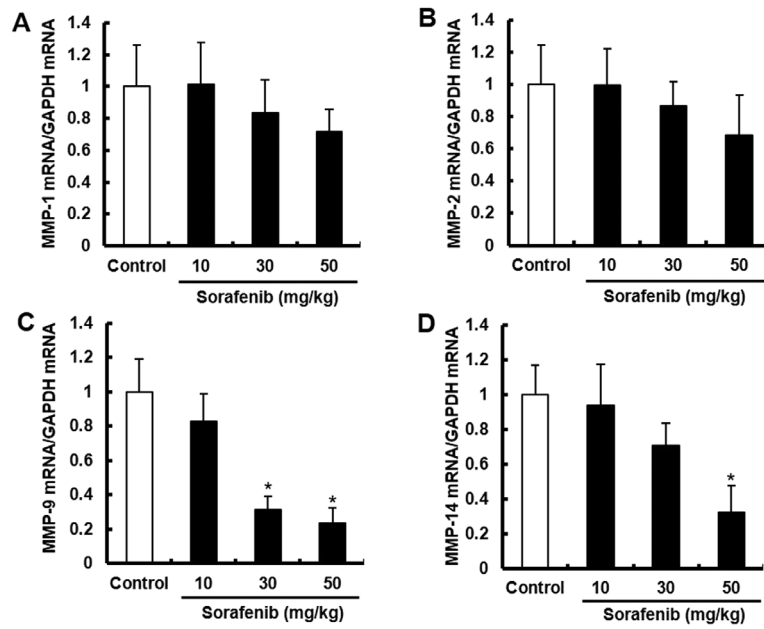 A
MMP-1 mRNA/GAPDH mRNA
1.4
1.2
1
0.8
0.6
0.4
0.2
0
Control 10 30 50
Sorafenib (mg/kg)
B
MMP-2 mRNA/GAPDH mRNA
1.4
1.2
1
0.8
0.6
0.4
0.2
0
Control 10 30 50
Sorafenib (mg/kg)
C
MMP-9 mRNA/GAPDH mRNA
1.4
1.2
1
0.8
0.6
0.4
0.2
0
* *
Control 10 30 50
Sorafenib (mg/kg)
D
MMP-14 mRNA/GAPDH mRNA
1.4
1.2
1
0.8
0.6
0.4
0.2
0
*
Control 10 30 50
Sorafenib (mg/kg)